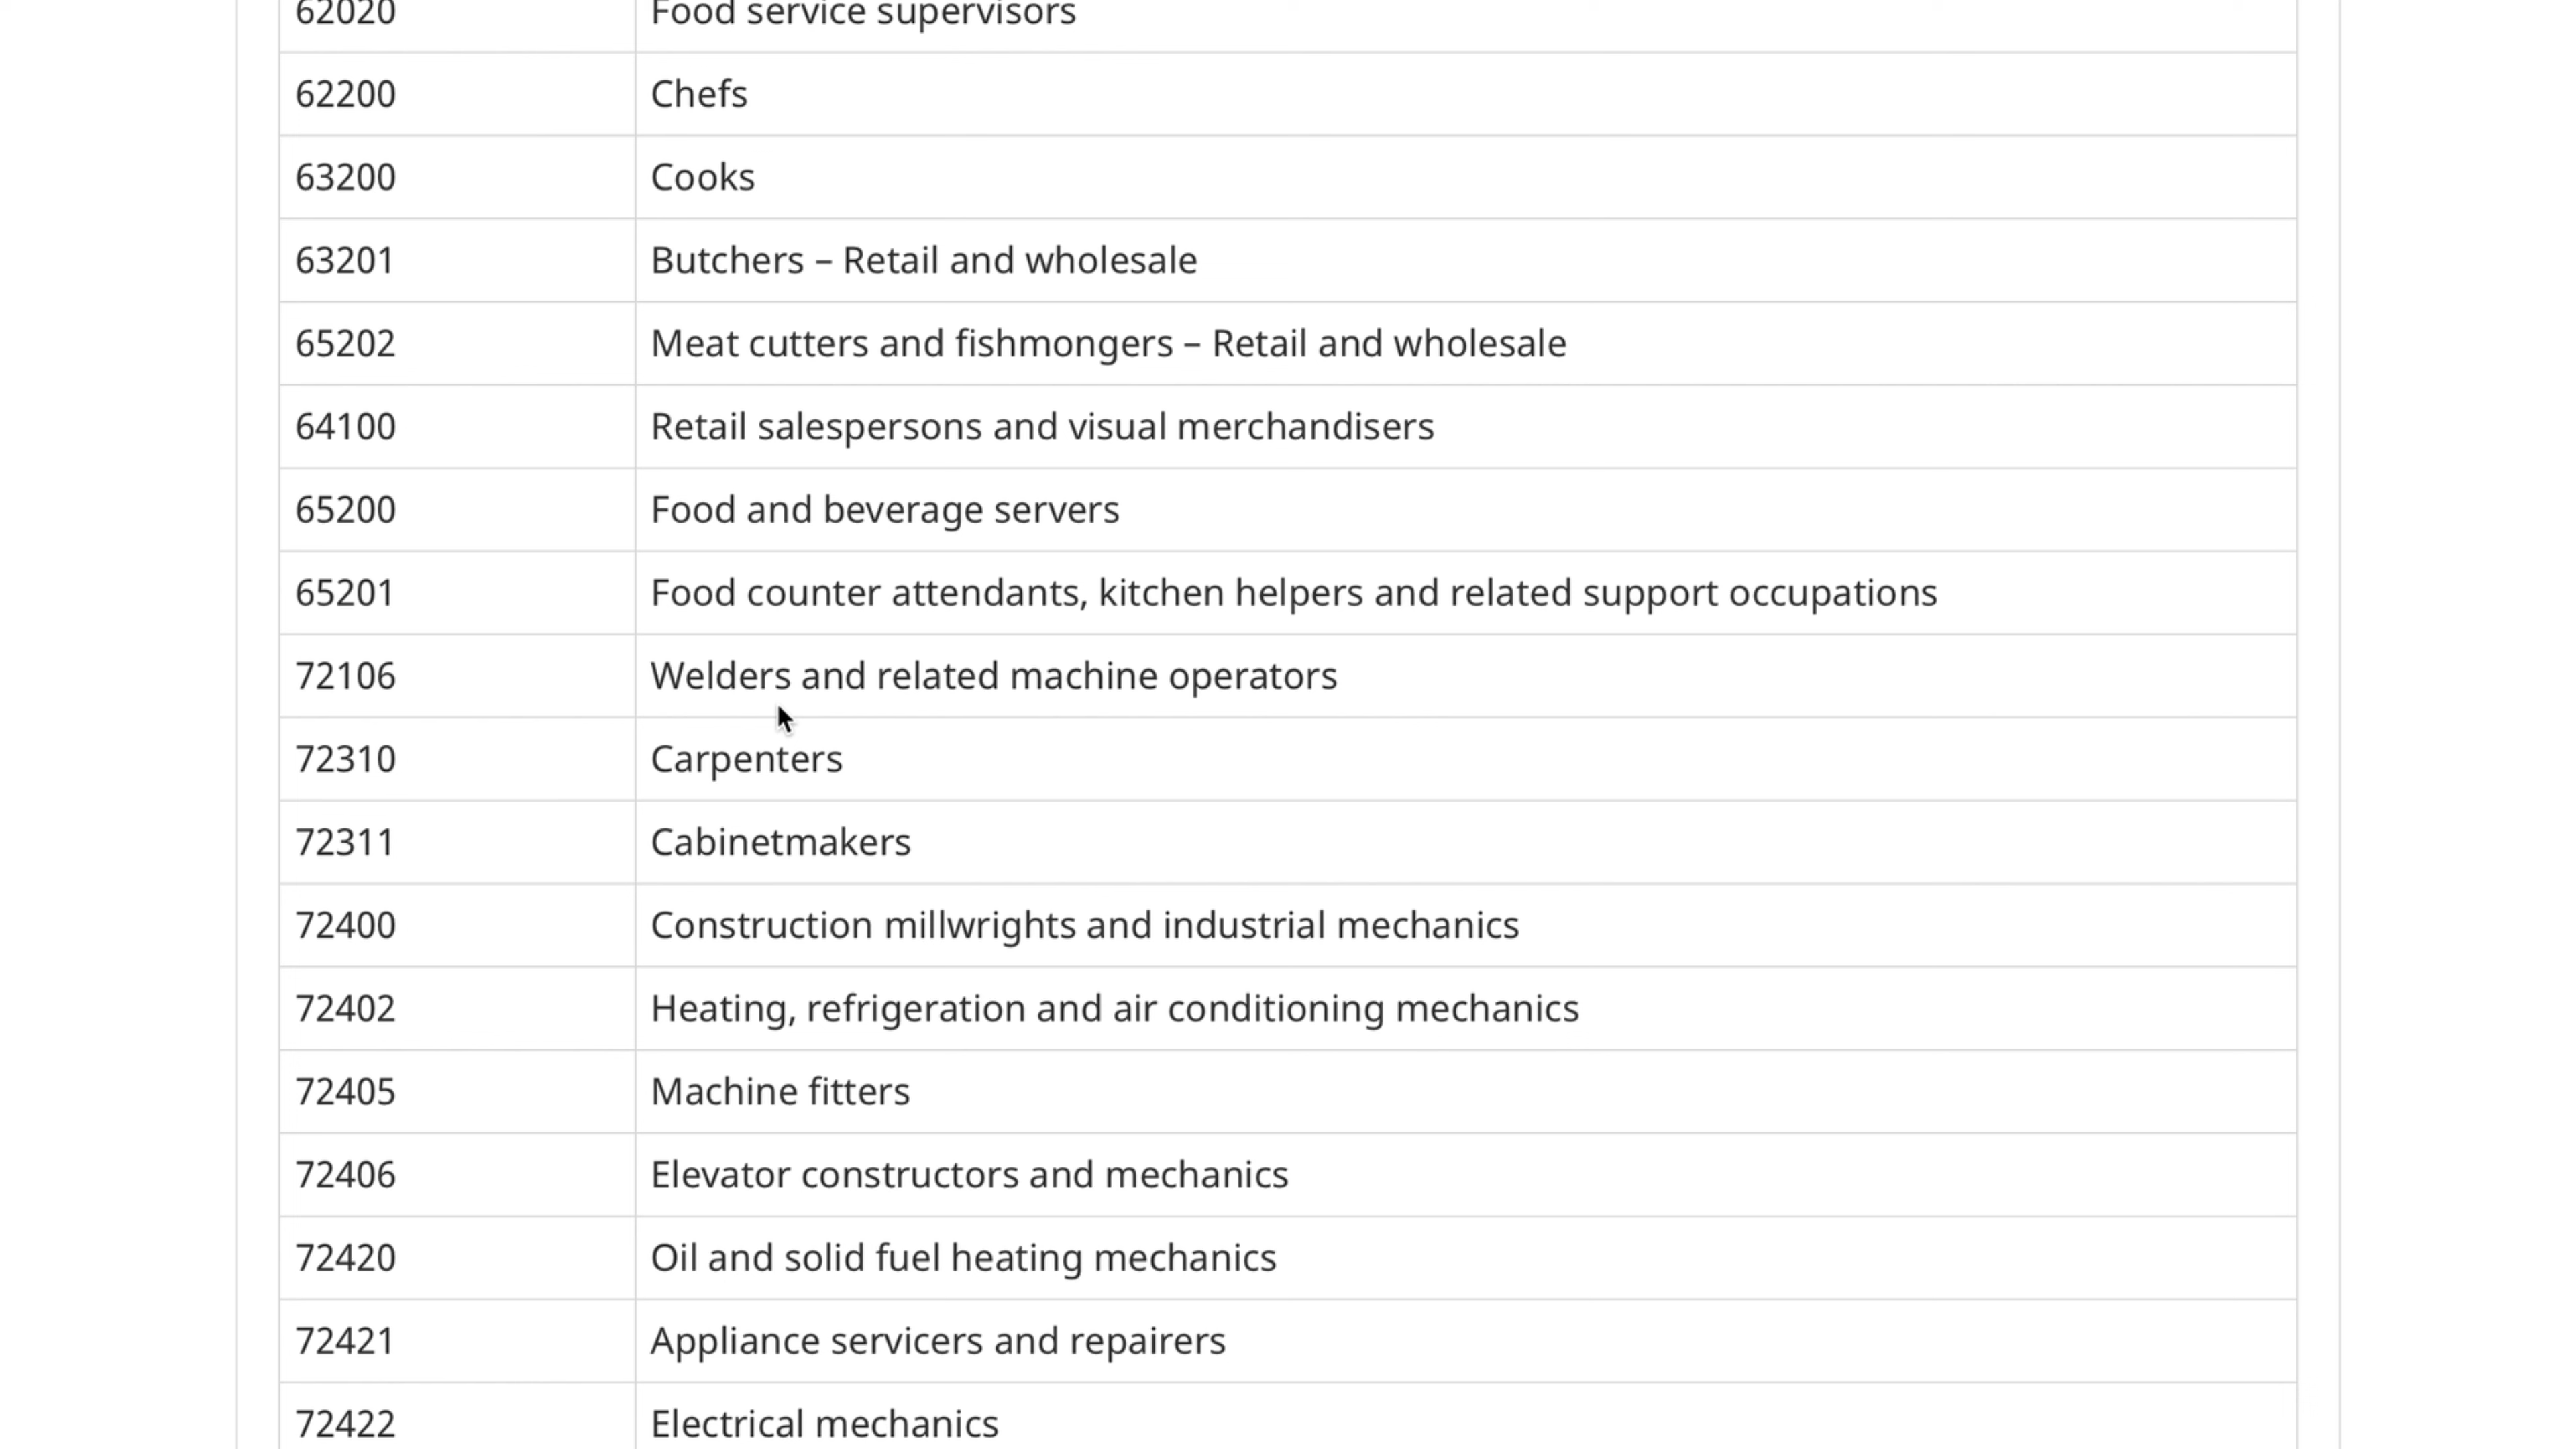 62020 Food service supervisors
62200 Chefs
63200 Cooks
63201 Butchers – Retail and wholesale
65202 Meat cutters and fishmongers – Retail and wholesale
64100 Retail salespersons and visual merchandisers
65200 Food and beverage servers
65201 Food counter attendants, kitchen helpers and related support occupations
72106 Welders and related machine operators
72310 Carpenters
72311 Cabinetmakers
72400 Construction millwrights and industrial mechanics
72402 Heating, refrigeration and air conditioning mechanics
72405 Machine fitters
72406 Elevator constructors and mechanics
72420 Oil and solid fuel heating mechanics
72421 Appliance servicers and repairers
72422 Electrical mechanics